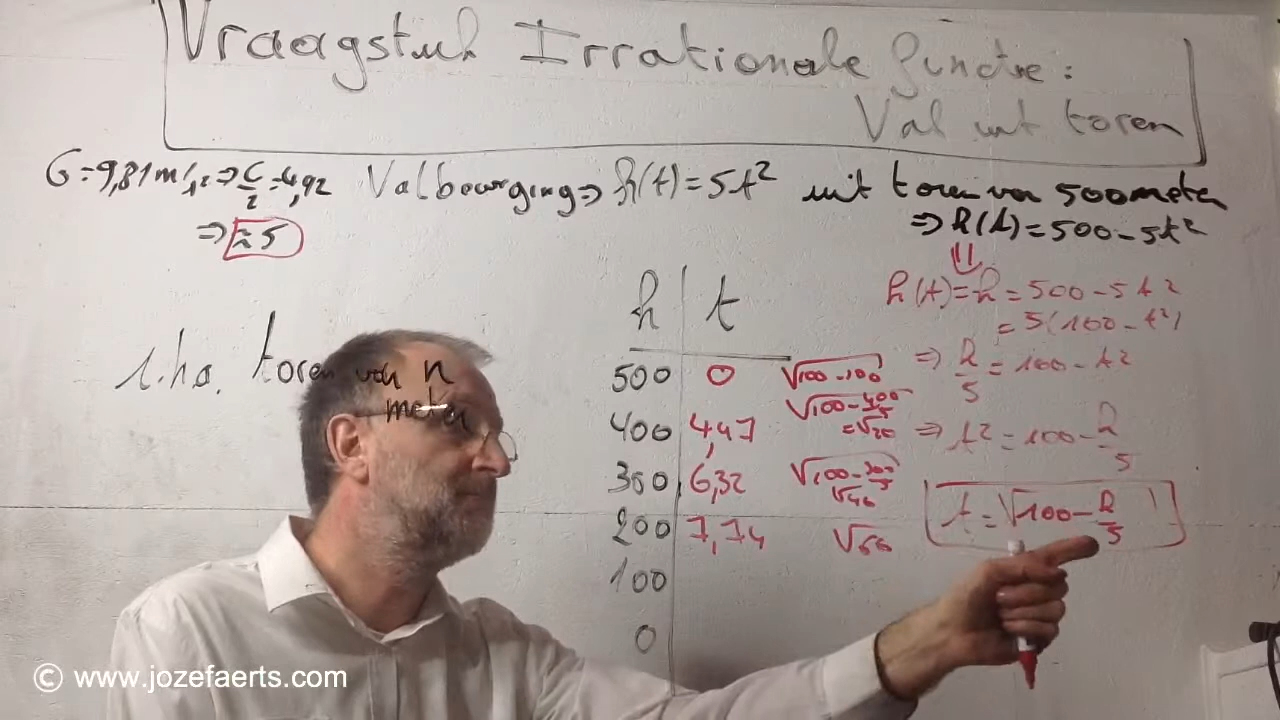 Vraagstuk Irrationale functie:
Val uit toren
G=9,81m/s² ⇒ G/2=4,92 Valbeweging ⇒ h(t)=5t² uit toren van 500 meter
⇒ ≈5
⇒ h(t)=500-5t²
h t
h(t)=h=500-5t²
=5(100-t²)
500 0 √100-100 ⇒ h/5=100-t²
i.h.a. toren van n
meter
400 4,47 √100-400/5
=√20 ⇒ t²=100-h/5
300 6,32 √100-300/5
√40
t=√100-h/5
200 7,74 √60
100
0
© www.jozefaerts.com